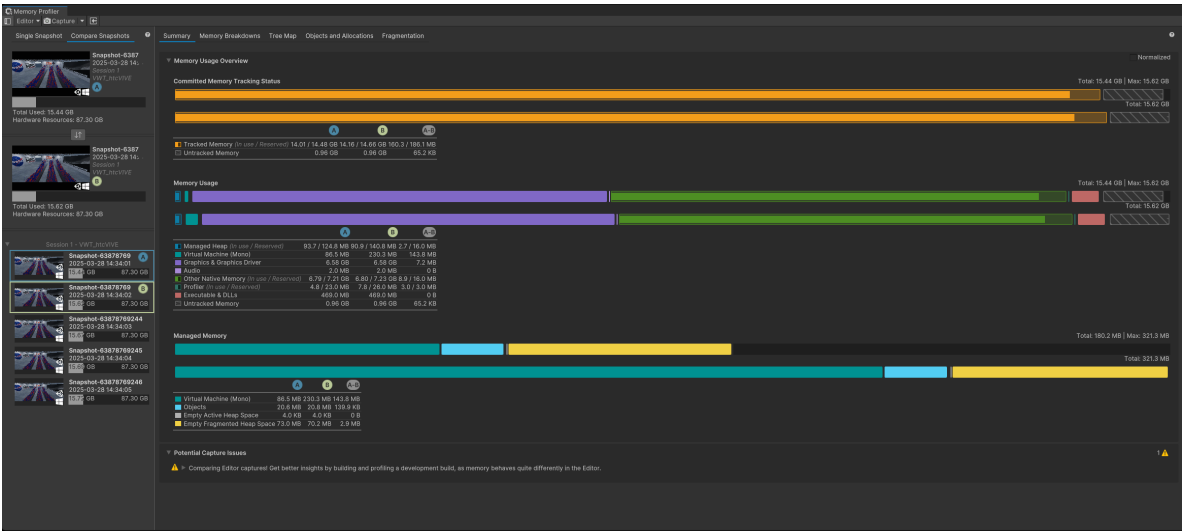 Memory Profiler
Editor Capture
Single Snapshot Compare Snapshots
Snapshot-6387
2025-03-28 14:
Session 1
VWT_htcVIVE
A
Total Used: 15.44 GB
Hardware Resources: 87.30 GB
Snapshot-6387
2025-03-28 14:
Session 1
VWT_htcVIVE
B
Total Used: 15.62 GB
Hardware Resources: 87.30 GB
Session 1 - VWT_htcVIVE
Snapshot-63878769 A
2025-03-28 14:34:01
15.44 GB 87.30 GB
Snapshot-63878769 B
2025-03-28 14:34:02
15.62 GB 87.30 GB
Snapshot-63878769244
2025-03-28 14:34:03
GB 87.30 GB
Snapshot-63878769245
2025-03-28 14:34:04
GB 87.30 GB
Snapshot-63878769246
2025-03-28 14:34:05
GB 87.30 GB
Summary Memory Breakdowns Tree Map Objects and Allocations Fragmentation
Memory Usage Overview Normalized
Committed Memory Tracking Status Total: 15.44 GB | Max: 15.62 GB
Total: 15.62 GB
A B A-B
Tracked Memory (In use / Reserved) 14.01 / 14.48 GB 14.16 / 14.66 GB 160.3 / 186.1 MB
Untracked Memory 0.96 GB 0.96 GB 65.2 KB
Memory Usage Total: 15.44 GB | Max: 15.62 GB
Total: 15.62 GB
A B A-B
Managed Heap (In use / Reserved) 93.7 / 124.8 MB 90.9 / 140.8 MB 2.7 / 16.0 MB
Virtual Machine (Mono) 86.5 MB 230.3 MB 143.8 MB
Graphics & Graphics Driver 6.58 GB 6.58 GB 7.2 MB
Audio 2.0 MB 2.0 MB 0 B
Other Native Memory (In use / Reserved) 6.79 / 7.21 GB 6.80 / 7.23 GB 8.9 / 16.0 MB
Profiler (In use / Reserved) 4.8 / 23.0 MB 7.8 / 26.0 MB 3.0 / 3.0 MB
Executable & DLLs 469.0 MB 469.0 MB 0 B
Untracked Memory 0.96 GB 0.96 GB 65.2 KB
Managed Memory Total: 180.2 MB | Max: 321.3 MB
Total: 321.3 MB
A B A-B
Virtual Machine (Mono) 86.5 MB 230.3 MB 143.8 MB
Objects 20.6 MB 20.8 MB 139.9 KB
Empty Active Heap Space 4.0 KB 4.0 KB 0 B
Empty Fragmented Heap Space 73.0 MB 70.2 MB 2.9 MB
Potential Capture Issues 1
Comparing Editor captures! Get better insights by building and profiling a development build, as memory behaves quite differently in the Editor.